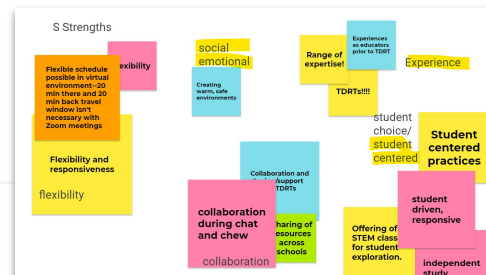 S Strengths
Flexible schedule
possible in virtual
environment--20
min there and 20
min back travel
window isn't
necessary with
Zoom meetings
exibility
Flexibility and
responsiveness
flexibility
social
emotional
Creating
warm, safe
environments
Range of
expertise!
Experiences
as educators
prior to TDRT
TDRTs!!!!
Experience
student
choice/
student
centered
Student
centered
practices
Collaboration and
/support
TDRTs
collaboration
during chat
and chew
collaboration
haring of
esources
across
schools
student
driven,
responsive
Offering of
STEM class
for student
exploration.
independent
study